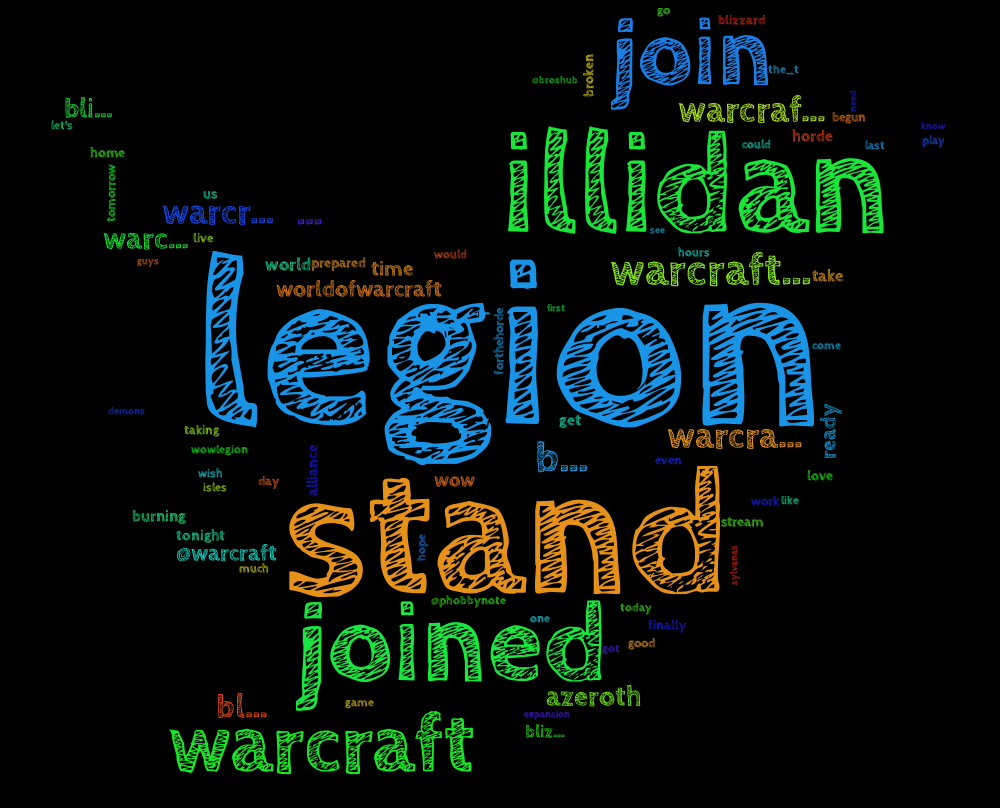 go
blizzard
join
the_t
@broshub
broken
bli...
let's
warcraf...
need
begun
know
play
horde
could
last
illidan
home
tomorrow
us
warcr...
...
warc...
live
see
guys
would
hours
world
prepared
time
warcraft...
take
worldofwarcraft
legion
first
forthehorde
come
demons
taking
get
warcra...
ready
wowlegion
alliance
b...
even
wish
isles
day
wow
love
stand
work
like
burning
stream
tonight
hope
@warcraft
much
sylvanas
@phobbynote
joined
one
today
finally
got
good
azeroth
bl...
game
expansion
warcraft
bliz...